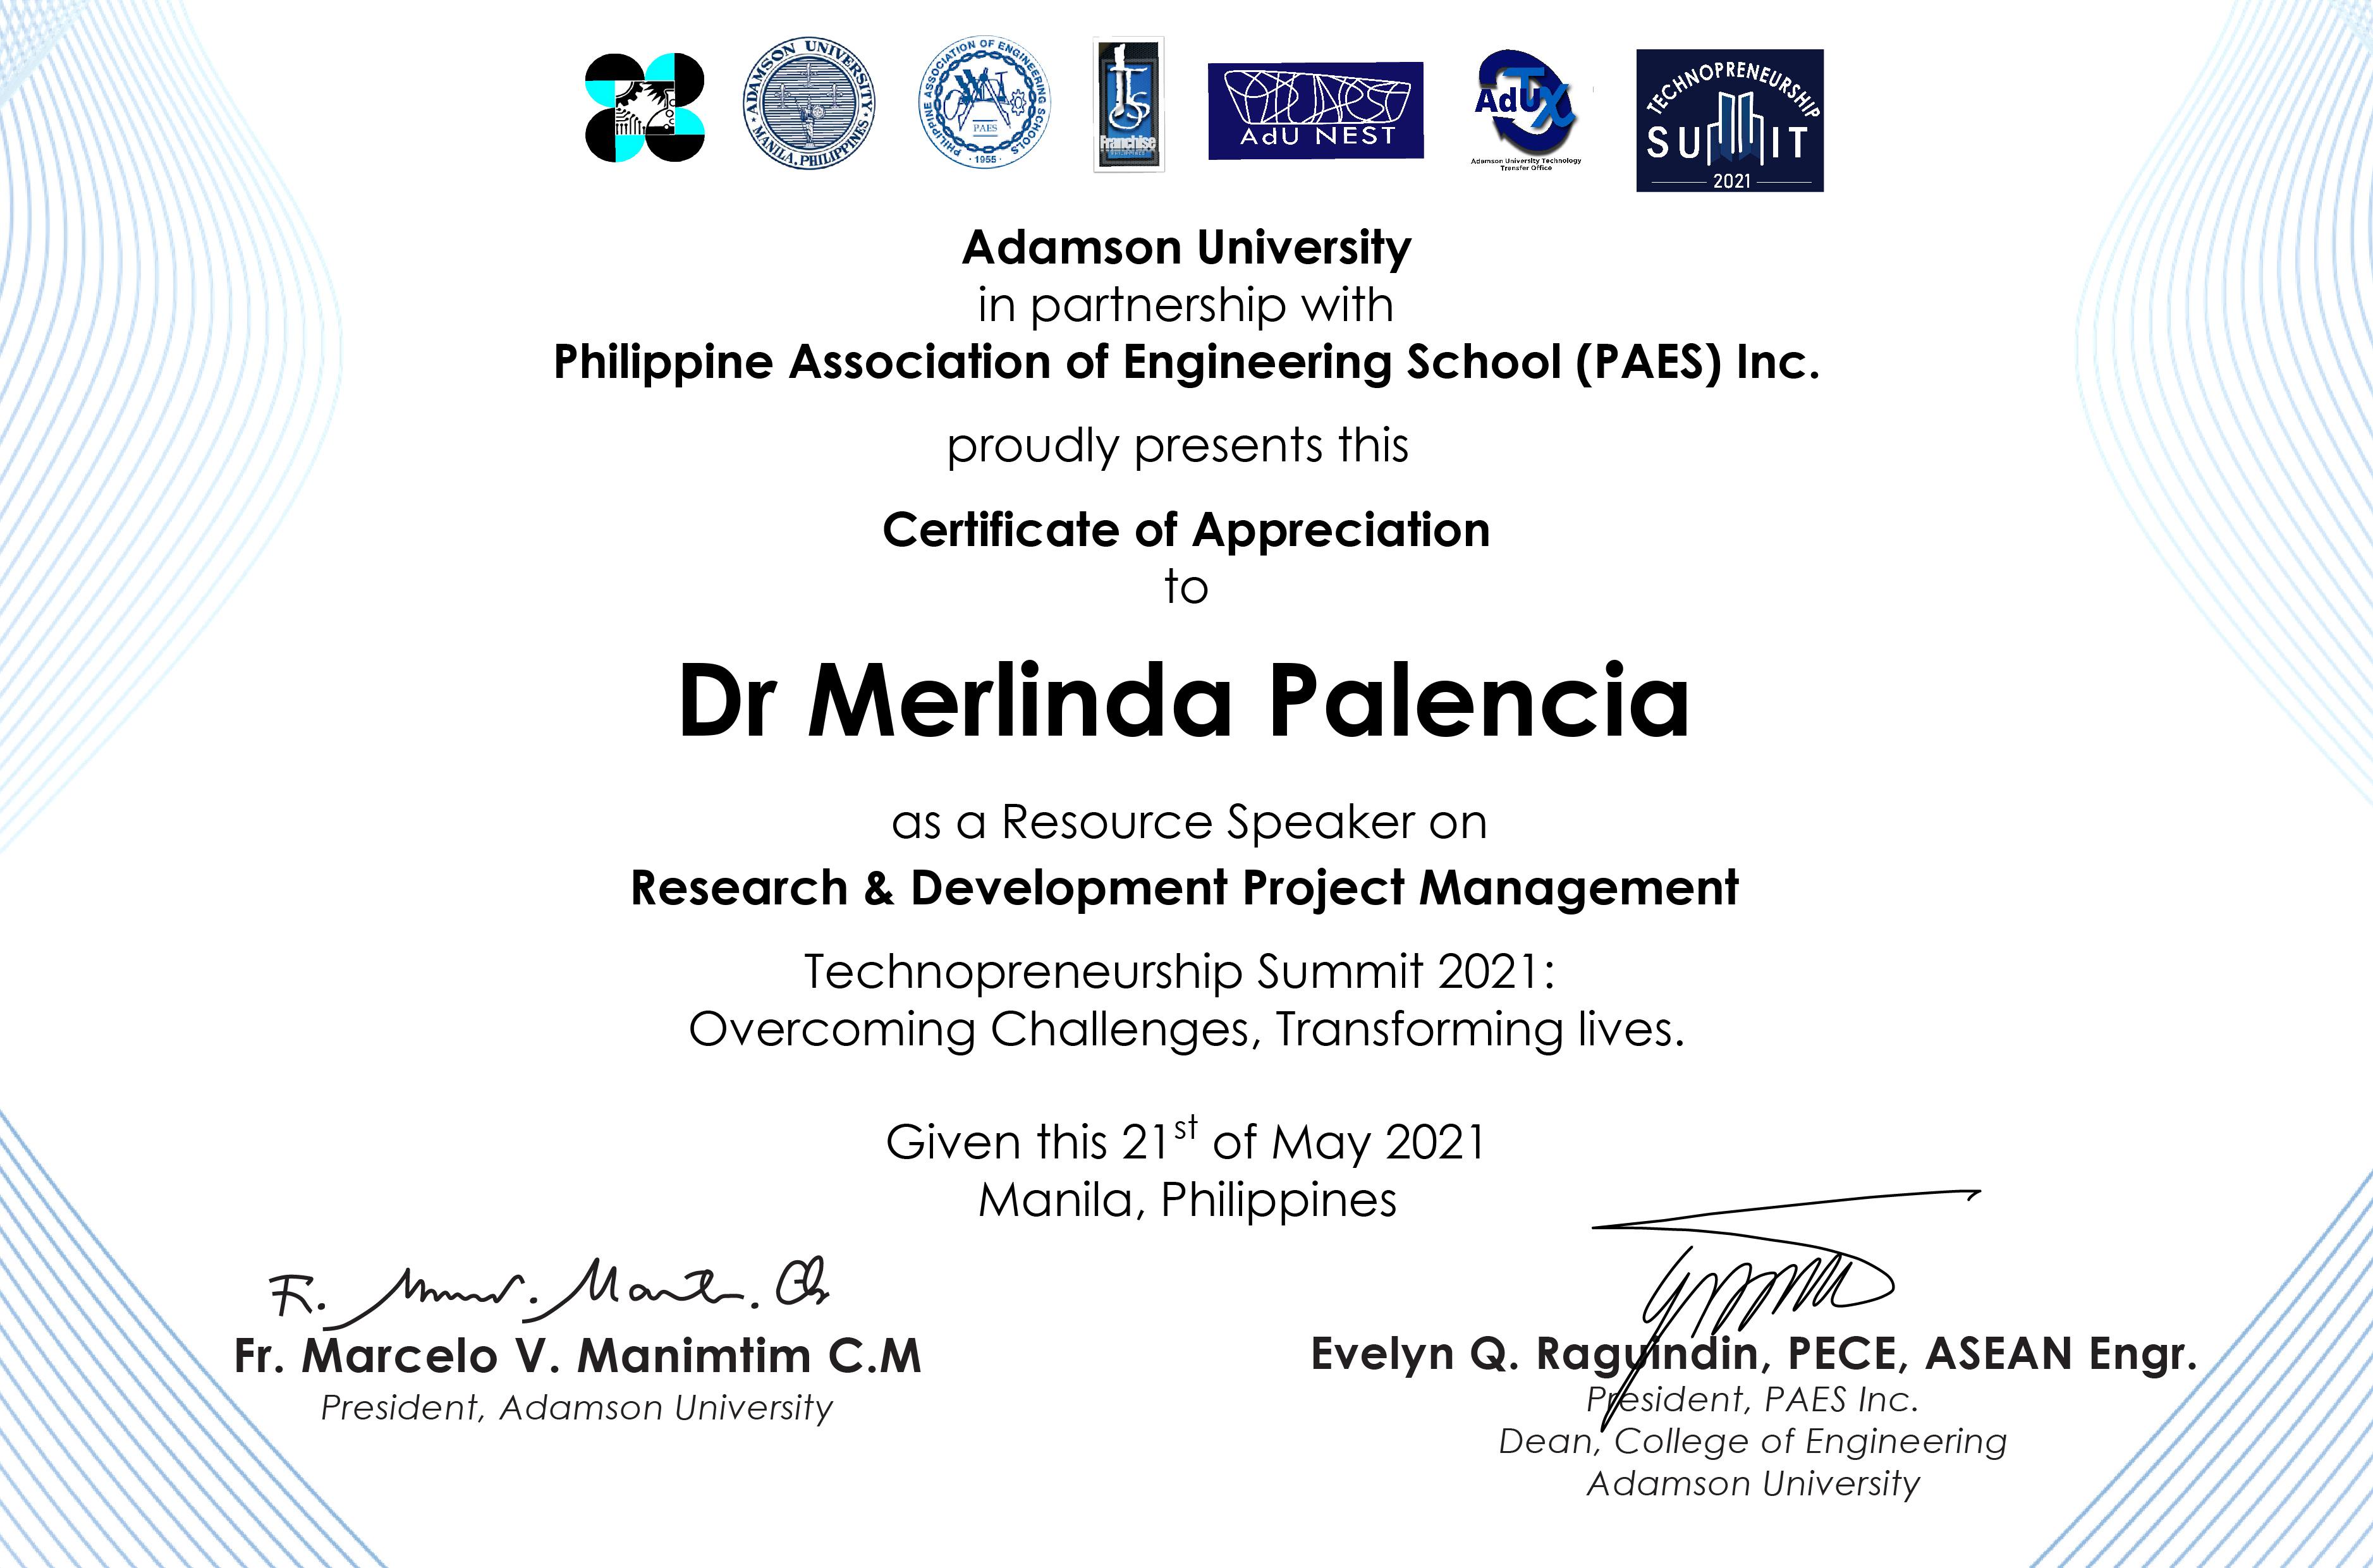 ADAMSON UNIVERSITY
MANILA, PHILIPPINES
PHILIPPINE ASSOCIATION OF ENGINEERING SCHOOLS
PAES
1955
Franchise
AdU NEST
AdUTX
Adamson University Technology
Transfer Office
TECHNOPRENEURSHIP
SUMMIT
2021
Adamson University
in partnership with
Philippine Association of Engineering School (PAES) Inc.
proudly presents this
Certificate of Appreciation
to
Dr Merlinda Palencia
as a Resource Speaker on
Research & Development Project Management
Technopreneurship Summit 2021:
Overcoming Challenges, Transforming lives.
Given this 21st of May 2021
Manila, Philippines
Fr. Marcelo V. Manimtim C.M
President, Adamson University
Evelyn Q. Raguindin, PECE, ASEAN Engr.
President, PAES Inc.
Dean, College of Engineering
Adamson University